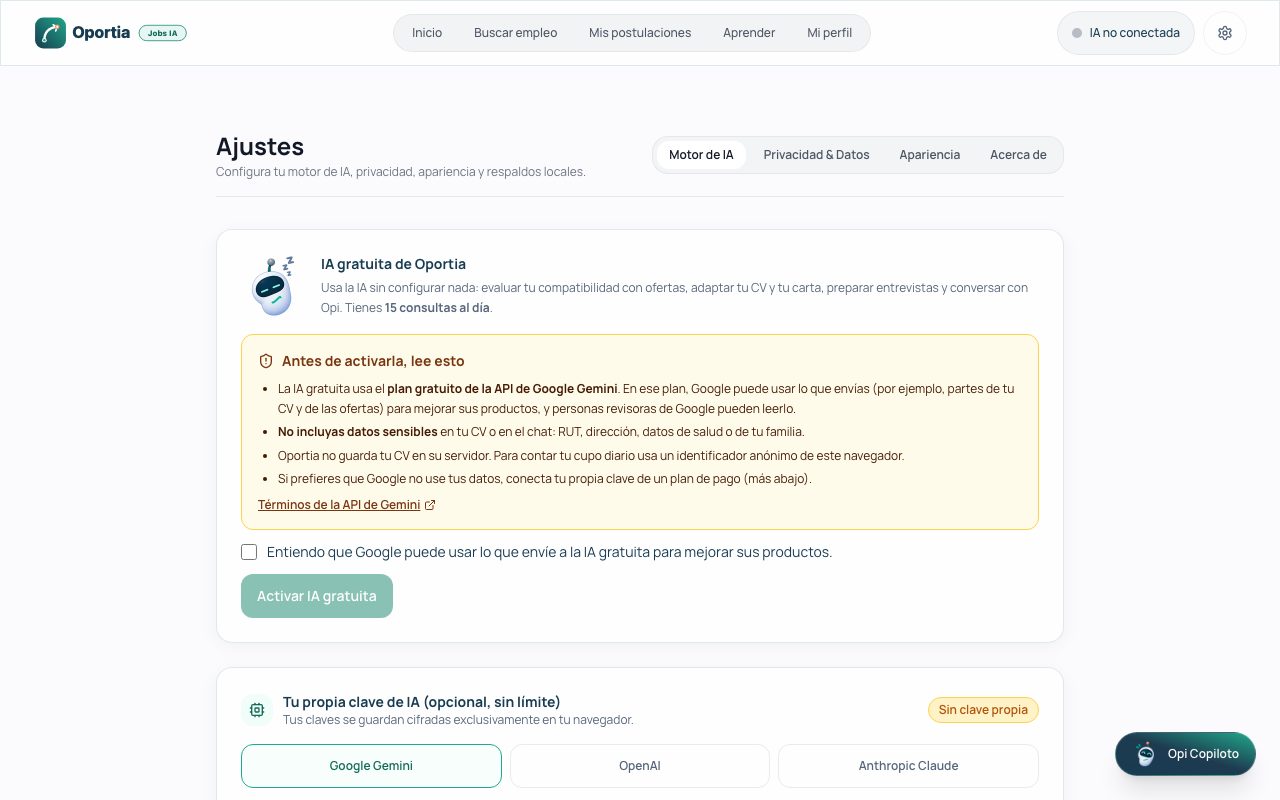 Oportia
Jobs IA
Inicio
Buscar empleo
Mis postulaciones
Aprender
Mi perfil
IA no conectada
Ajustes
Configura tu motor de IA, privacidad, apariencia y respaldos locales.
Motor de IA
Privacidad & Datos
Apariencia
Acerca de
IA gratuita de Oportia
Usa la IA sin configurar nada: evaluar tu compatibilidad con ofertas, adaptar tu CV y tu carta, preparar entrevistas y conversar con
Opi. Tienes 15 consultas al día.
Antes de activarla, lee esto
La IA gratuita usa el plan gratuito de la API de Google Gemini. En ese plan, Google puede usar lo que envías (por ejemplo, partes de tu
CV y de las ofertas) para mejorar sus productos, y personas revisoras de Google pueden leerlo.
No incluyas datos sensibles en tu CV o en el chat: RUT, dirección, datos de salud o de tu familia.
Oportia no guarda tu CV en su servidor. Para contar tu cupo diario usa un identificador anónimo de este navegador.
Si prefieres que Google no use tus datos, conecta tu propia clave de un plan de pago (más abajo).
Términos de la API de Gemini
Entiendo que Google puede usar lo que envíe a la IA gratuita para mejorar sus productos.
Activar IA gratuita
Tu propia clave de IA (opcional, sin límite)
Tus claves se guardan cifradas exclusivamente en tu navegador.
Sin clave propia
Google Gemini
OpenAI
Anthropic Claude
Opi Copiloto